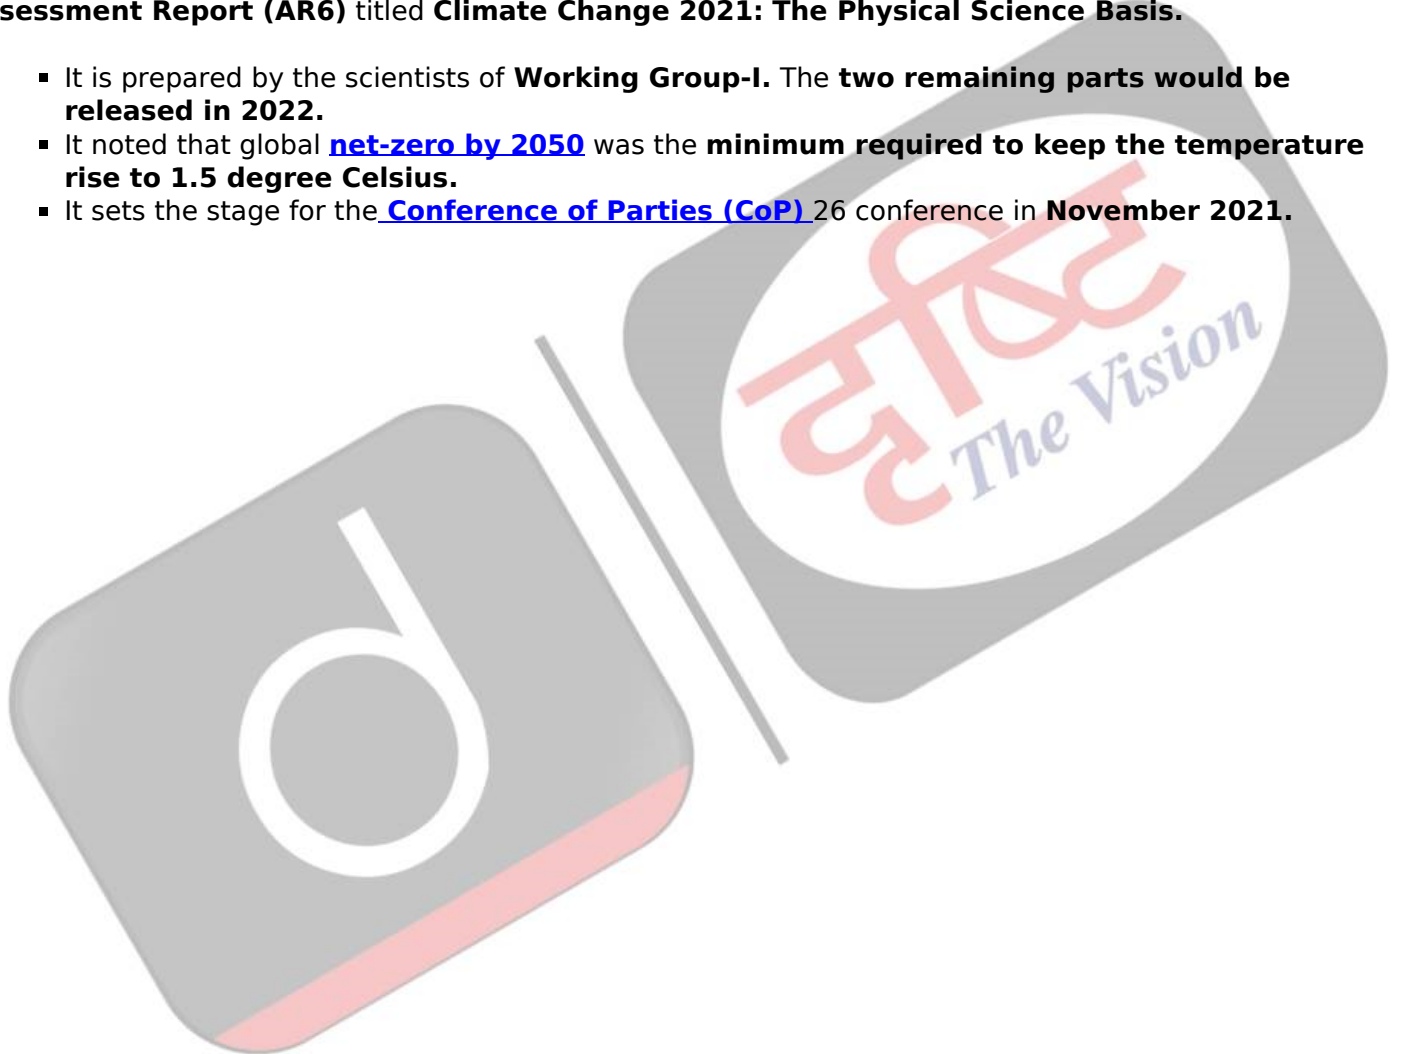 sessment Report (AR6) titled Climate Change 2021: The Physical Science Basis.
▪ It is prepared by the scientists of Working Group-I. The two remaining parts would be
released in 2022.
▪ It noted that global net-zero by 2050 was the minimum required to keep the temperature
rise to 1.5 degree Celsius.
▪ It sets the stage for the Conference of Parties (CoP) 26 conference in November 2021.
दृष्टि
The Vision
d